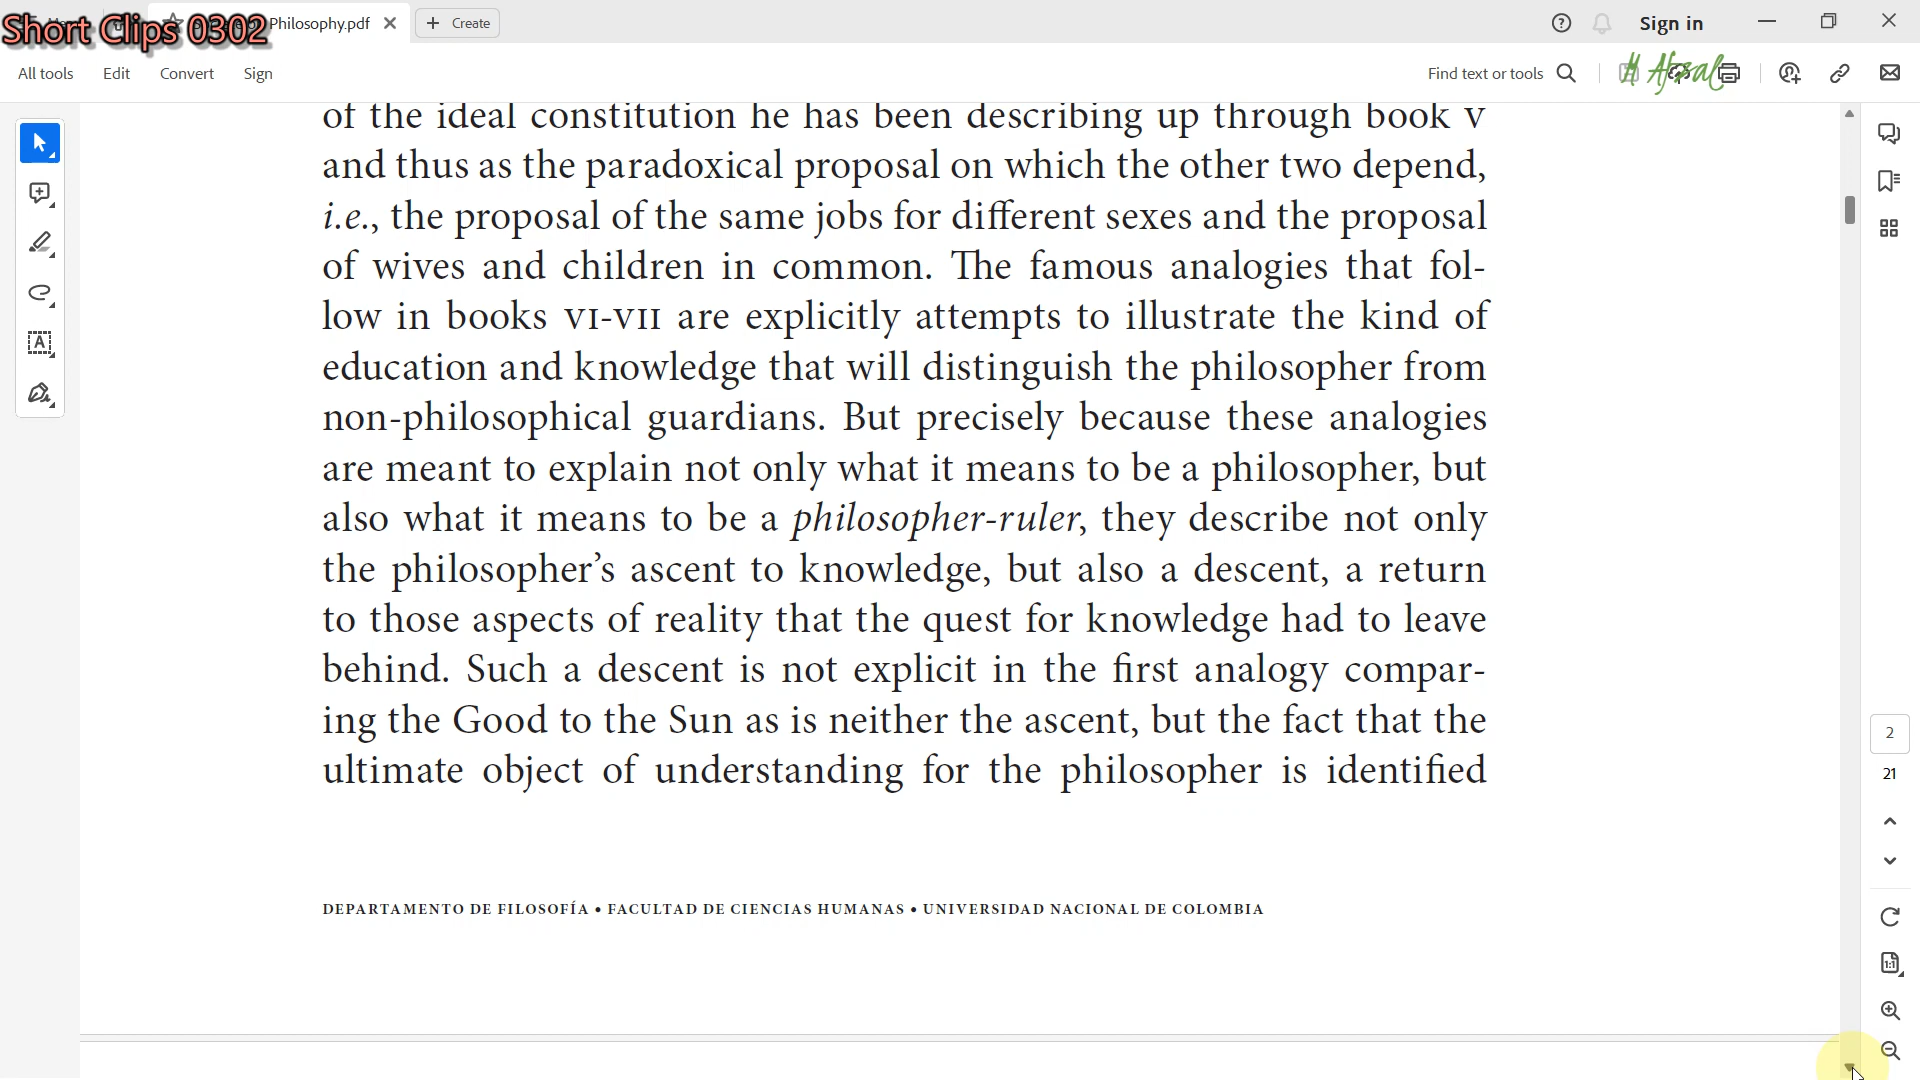 Short Clips 0302
Philosophy.pdf
Create
Sign in
All tools
Edit
Convert
Sign
Find text or tools
M Afzal
of the ideal constitution he has been describing up through book V
and thus as the paradoxical proposal on which the other two depend,
i.e., the proposal of the same jobs for different sexes and the proposal
of wives and children in common. The famous analogies that fol-
low in books VI-VII are explicitly attempts to illustrate the kind of
education and knowledge that will distinguish the philosopher from
non-philosophical guardians. But precisely because these analogies
are meant to explain not only what it means to be a philosopher, but
also what it means to be a philosopher-ruler, they describe not only
the philosopher’s ascent to knowledge, but also a descent, a return
to those aspects of reality that the quest for knowledge had to leave
behind. Such a descent is not explicit in the first analogy compar-
ing the Good to the Sun as is neither the ascent, but the fact that the
ultimate object of understanding for the philosopher is identified
DEPARTAMENTO DE FILOSOFÍA • FACULTAD DE CIENCIAS HUMANAS • UNIVERSIDAD NACIONAL DE COLOMBIA
2
21